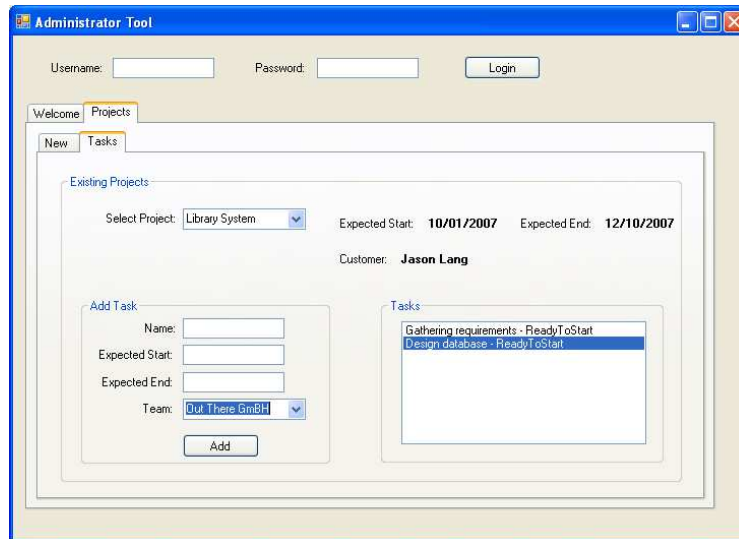 Administrator Tool
Username: Password: Login
Welcome Projects
New Tasks
Existing Projects
Select Project: Library System Expected Start: 10/01/2007 Expected End: 12/10/2007
Customer: Jason Lang
Add Task
Name:
Expected Start:
Expected End:
Team: Out There GmBH
Add
Tasks
Gathering requirements - ReadyToStart
Design database - ReadyToStart